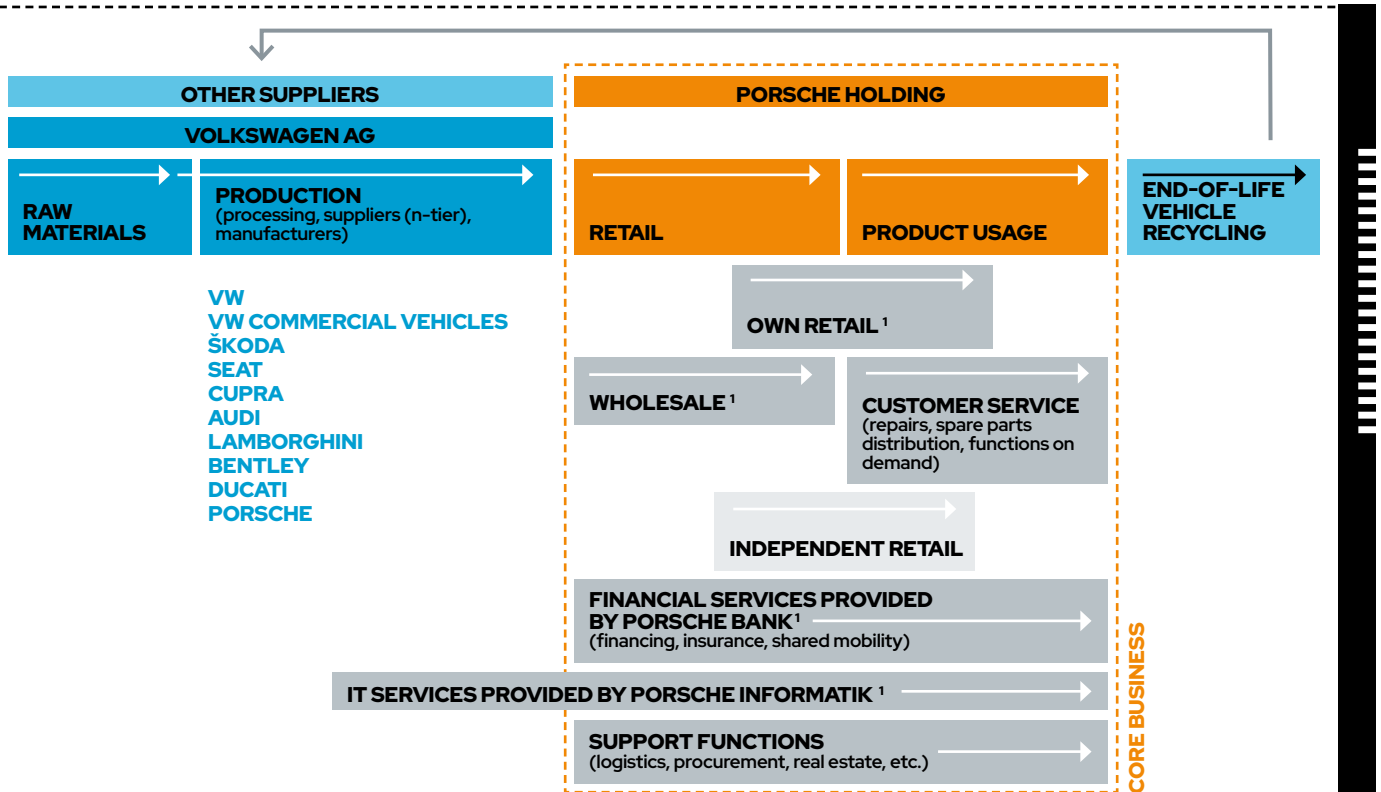 OTHER SUPPLIERS
VOLKSWAGEN AG
RAW
MATERIALS
PRODUCTION
(processing, suppliers (n-tier),
manufacturers)
VW
VW COMMERCIAL VEHICLES
ŠKODA
SEAT
CUPRA
AUDI
LAMBORGHINI
BENTLEY
DUCATI
PORSCHE
PORSCHE HOLDING
RETAIL
PRODUCT USAGE
OWN RETAIL ¹
WHOLESALE ¹
CUSTOMER SERVICE
(repairs, spare parts
distribution, functions on
demand)
INDEPENDENT RETAIL
FINANCIAL SERVICES PROVIDED
BY PORSCHE BANK ¹
(financing, insurance, shared mobility)
IT SERVICES PROVIDED BY PORSCHE INFORMATIK ¹
SUPPORT FUNCTIONS
(logistics, procurement, real estate, etc.)
CORE BUSINESS
END-OF-LIFE
VEHICLE
RECYCLING